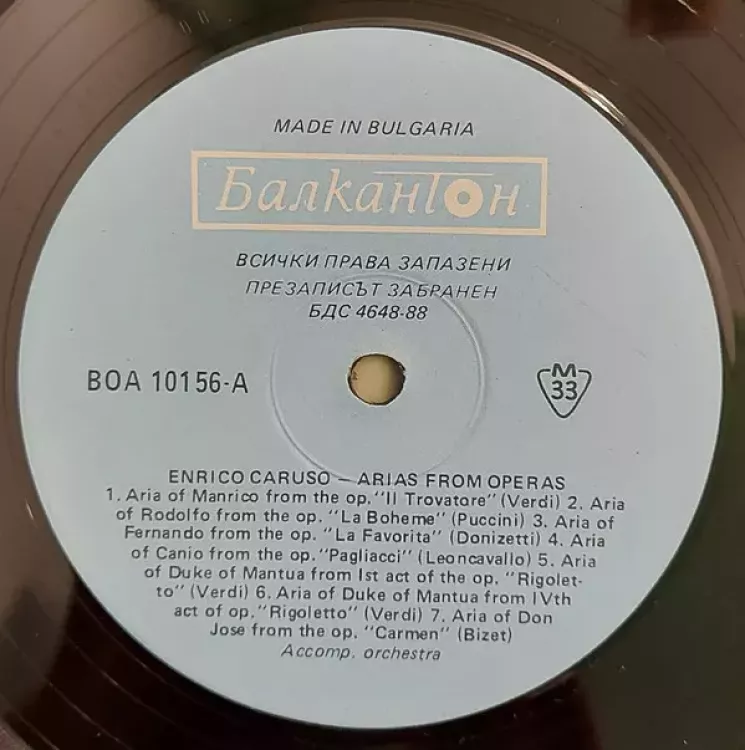 MADE IN BULGARIA
Балкантон
ВСИЧКИ ПРАВА ЗАПАЗЕНИ
ПРЕЗАПИСЪТ ЗАБРАНЕН
БДС 4648-88
ВОА 10156-А
M
33
ENRICO CARUSO – ARIAS FROM OPERAS
1. Aria of Manrico from the op. "Il Trovatore" (Verdi) 2. Aria
of Rodolfo from the op. "La Boheme" (Puccini) 3. Aria of
Fernando from the op. "La Favorita" (Donizetti) 4. Aria
of Canio from the op. "Pagliacci" (Leoncavallo) 5. Aria
of Duke of Mantua from Ist act of the op. "Rigolet-
to" (Verdi) 6. Aria of Duke of Mantua from IVth
act of op. "Rigoletto" (Verdi) 7. Aria of Don
Jose from the op. "Carmen" (Bizet)
Accomp. orchestra